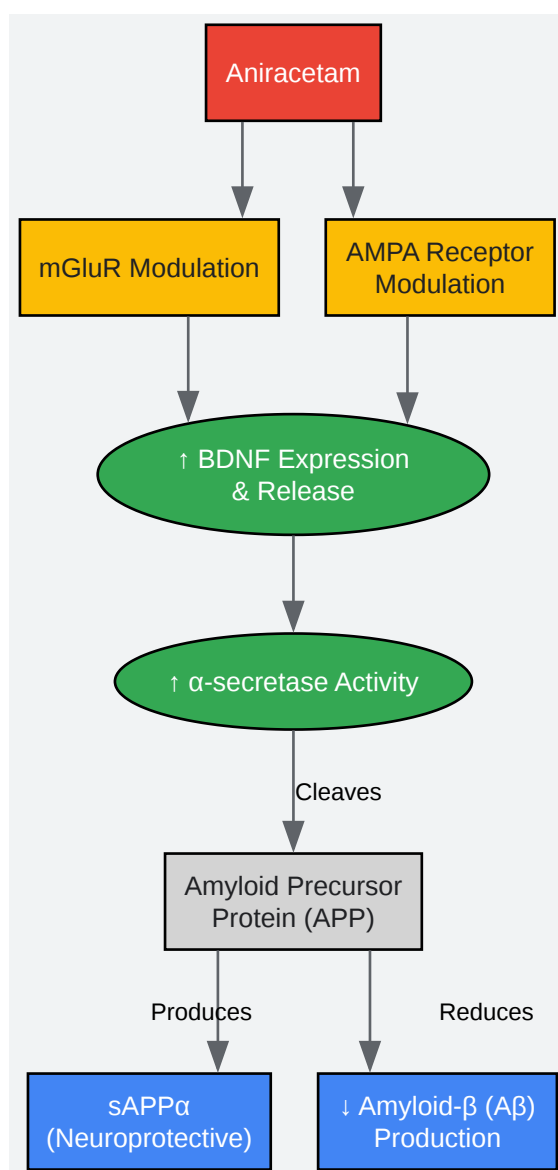 Aniracetam
mGluR Modulation
AMPA Receptor
Modulation
↑ BDNF Expression
& Release
↑ α-secretase Activity
Cleaves
Amyloid Precursor
Protein (APP)
Produces
Reduces
sAPPα
(Neuroprotective)
↓ Amyloid-β (Aβ)
Production